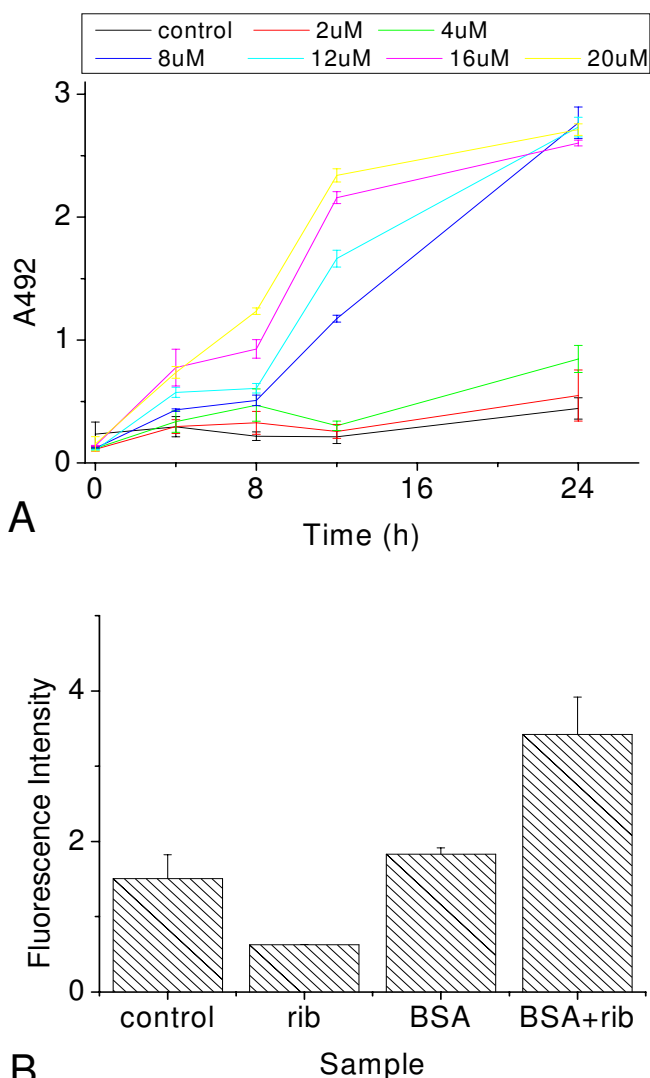 control 2uM 4uM
8uM 12uM 16uM 20uM
3
2
1
0
A492
0 8 16 24
Time (h)
A
4
2
0
Fluorescence Intensity
control rib BSA BSA+rib
Sample
B